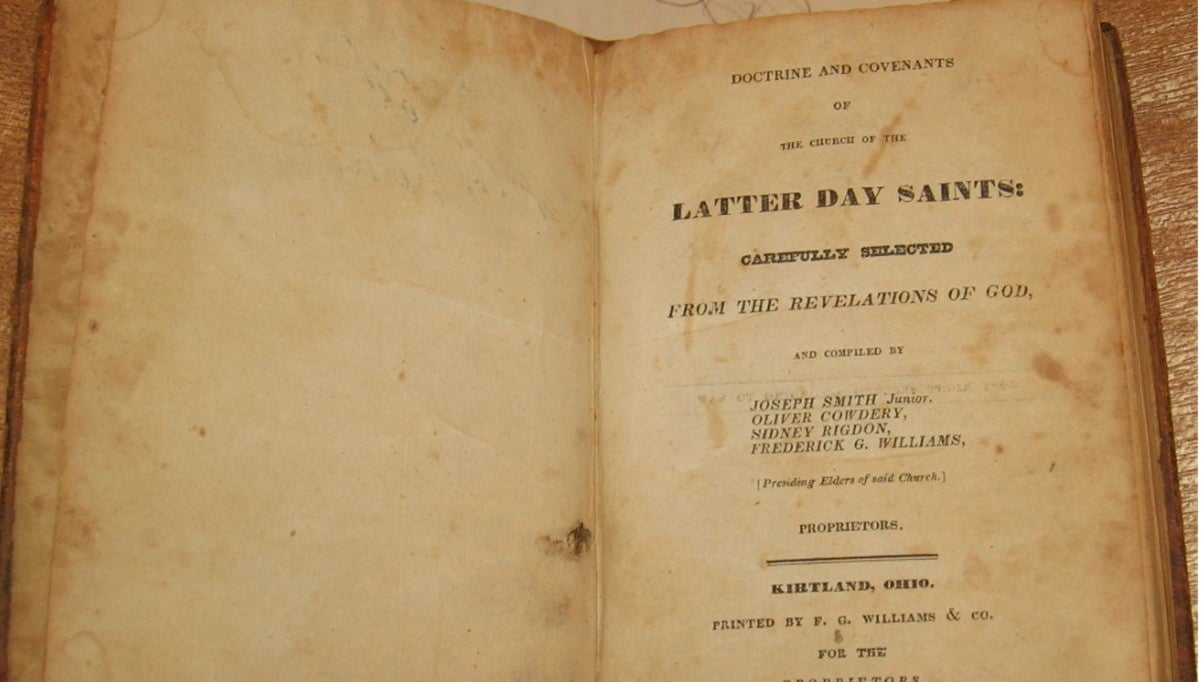 DOCTRINE AND COVENANTS
OF
THE CHURCH OF THE
LATTER DAY SAINTS:
CAREFULLY SELECTED
FROM THE REVELATIONS OF GOD,
AND COMPILED BY
JOSEPH SMITH Junior.
OLIVER COWDERY,
SIDNEY RIGDON,
FREDERICK G. WILLIAMS,
[Presiding Elders of said Church.]
PROPRIETORS.
KIRTLAND, OHIO.
PRINTED BY F. G. WILLIAMS & CO.
FOR THE
PROPRIETORS